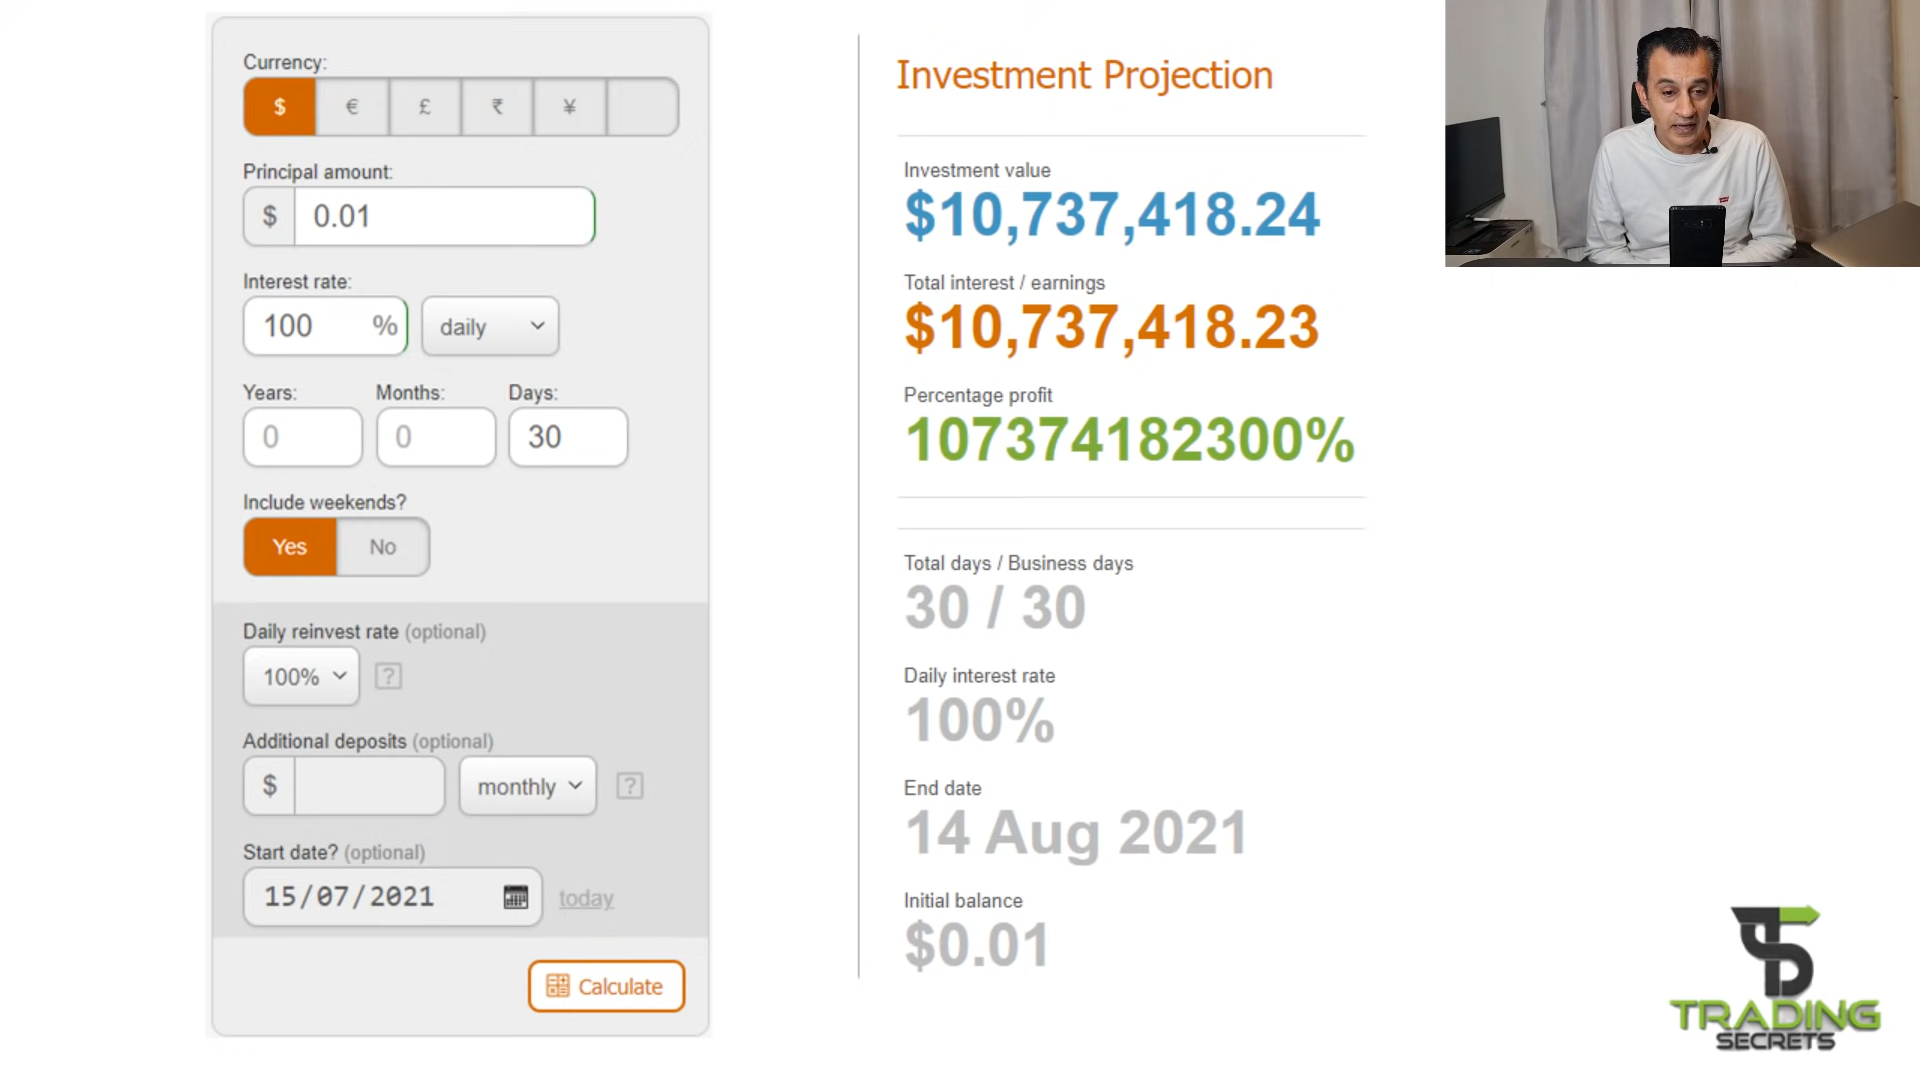 Currency:
$ € £ ₹ ¥
Principal amount:
$ 0.01
Interest rate:
100 % daily
Years: Months: Days:
0 0 30
Include weekends?
Yes No
Daily reinvest rate (optional)
100% ?
Additional deposits (optional)
$ monthly ?
Start date? (optional)
15/07/2021 today
Calculate
Investment Projection
Investment value
$10,737,418.24
Total interest / earnings
$10,737,418.23
Percentage profit
107374182300%
Total days / Business days
30 / 30
Daily interest rate
100%
End date
14 Aug 2021
Initial balance
$0.01
TRADING
SECRETS